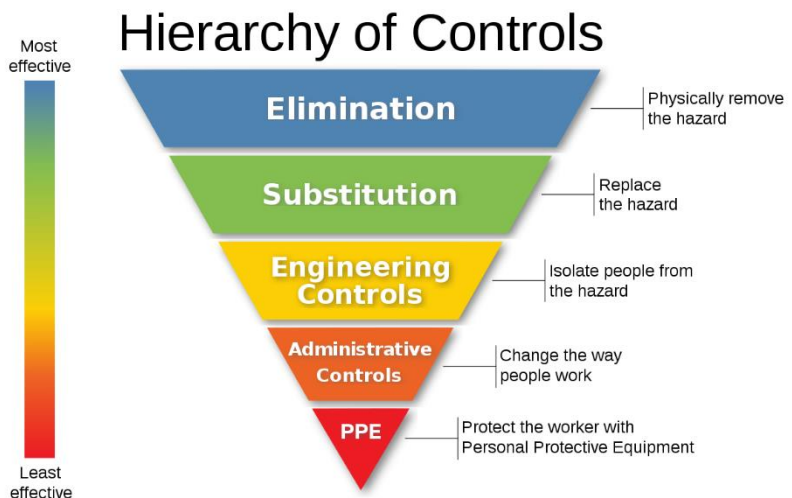 Hierarchy of Controls
Most
effective
Elimination
Physically remove
the hazard
Substitution
Replace
the hazard
Engineering
Controls
Isolate people from
the hazard
Administrative
Controls
Change the way
people work
PPE
Protect the worker with
Personal Protective Equipment
Least
effective